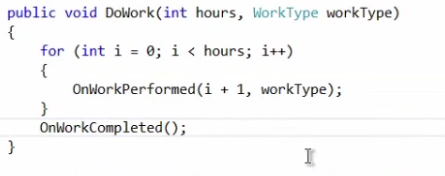 public void DoWork(int hours, WorkType workType)
{
    for (int i = 0; i < hours; i++)
    {
        OnWorkPerformed(i + 1, workType);
    }
    OnWorkCompleted();
}